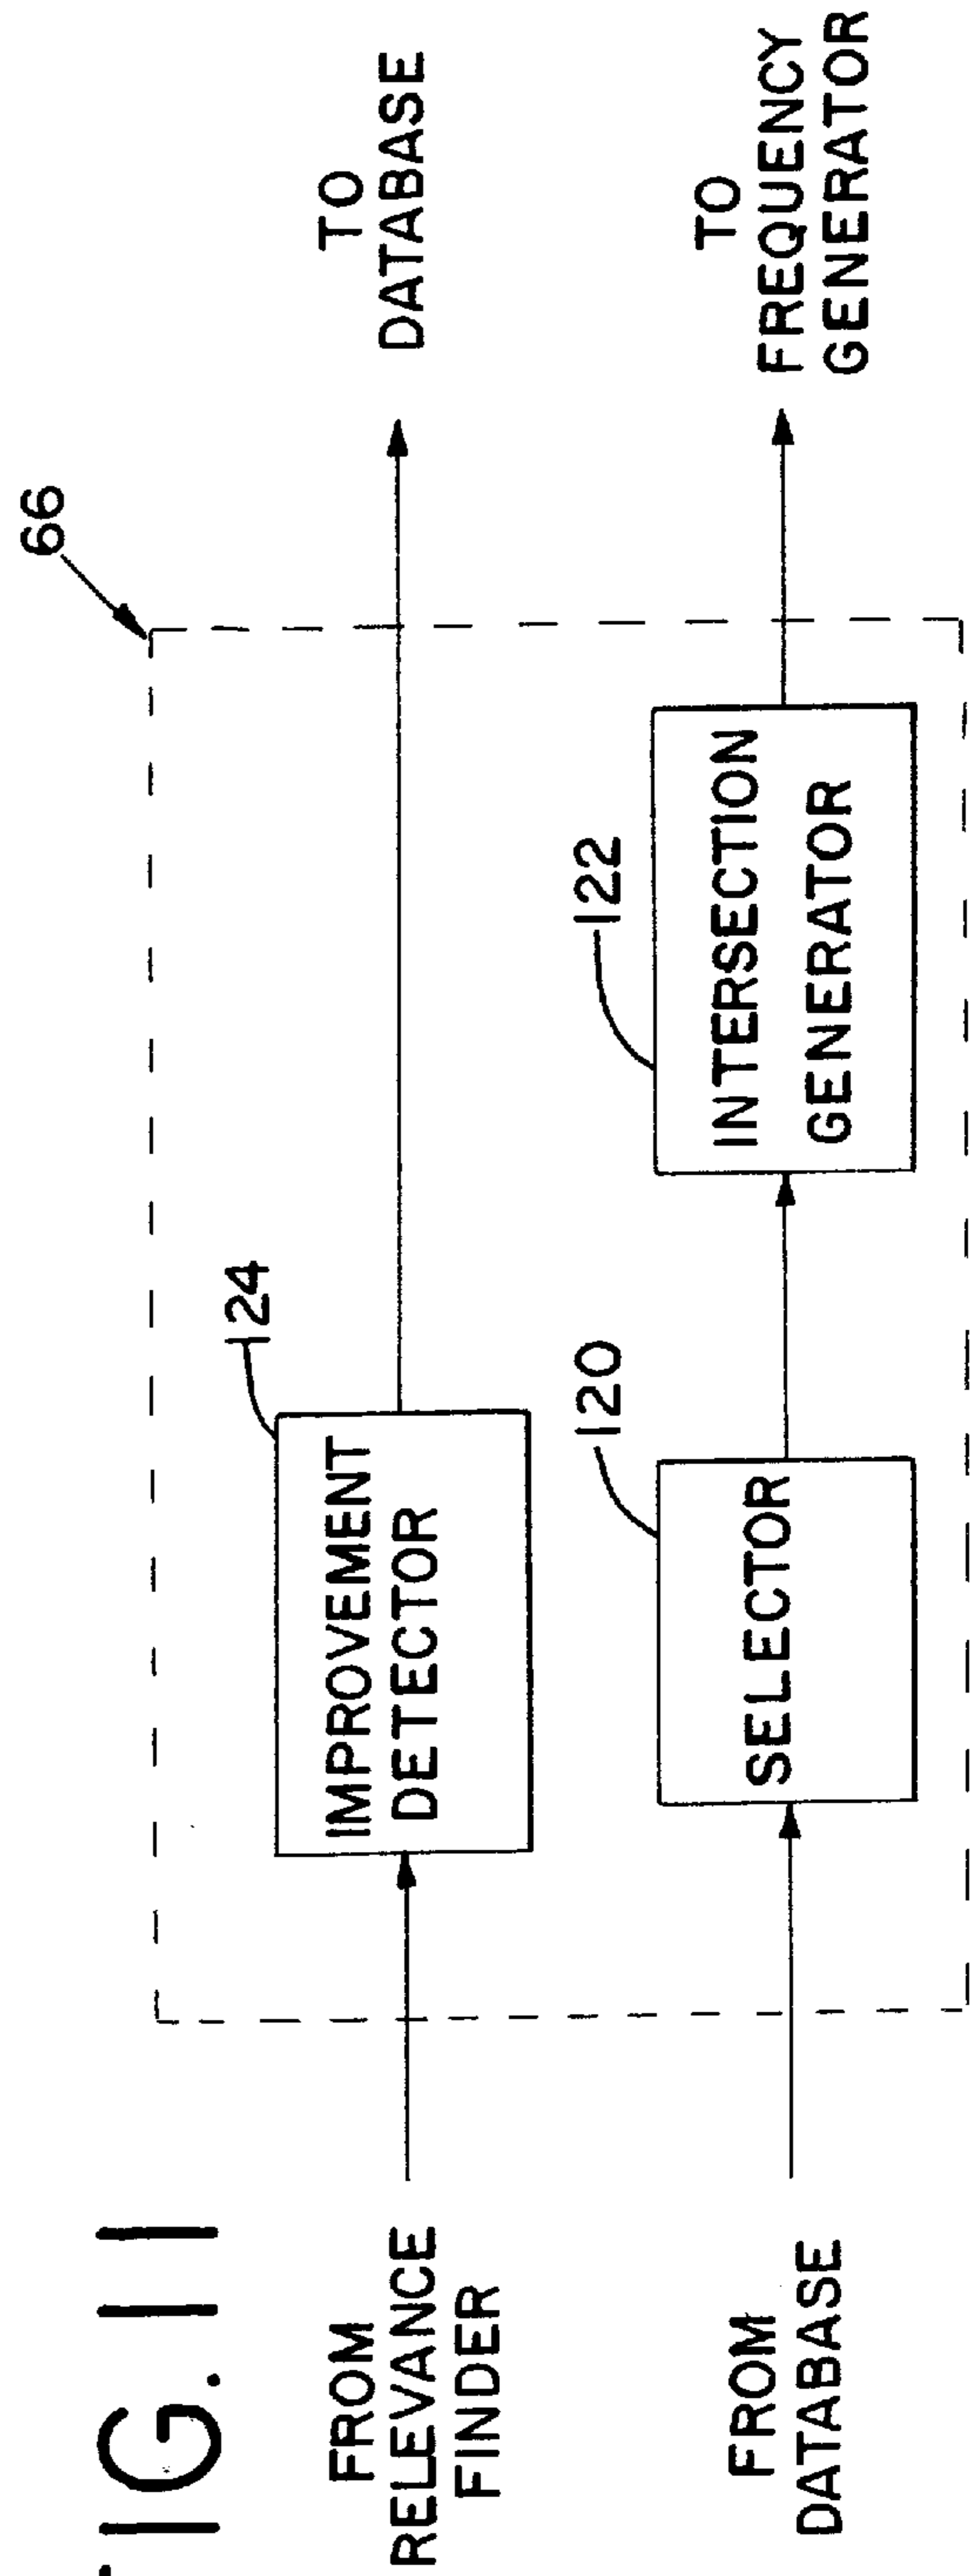 FIG. 11
66
FROM
RELEVANCE
FINDER
124
IMPROVEMENT
DETECTOR
TO
DATABASE
FROM
DATABASE
120
SELECTOR
122
INTERSECTION
GENERATOR
TO
FREQUENCY
GENERATOR